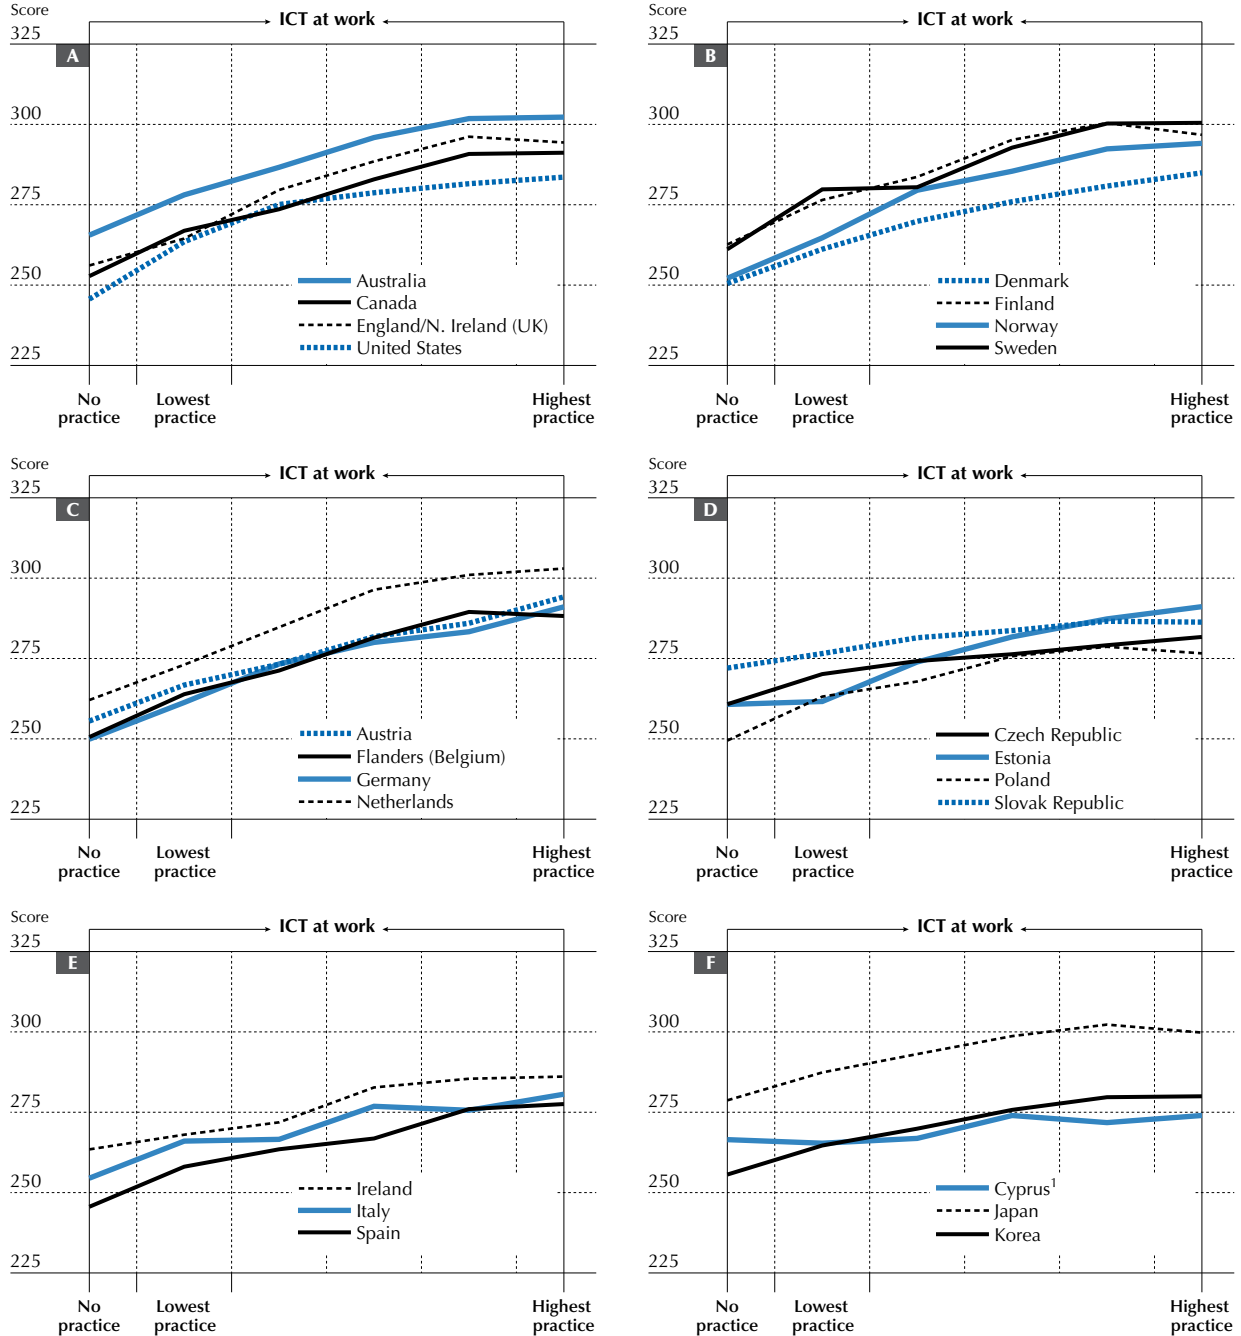 Score
ICT at work
325
A
300
275
250
225
Australia
Canada
England/N. Ireland (UK)
United States
No practice
Lowest practice
Highest practice
Score
ICT at work
325
B
300
275
250
225
Denmark
Finland
Norway
Sweden
No practice
Lowest practice
Highest practice
Score
ICT at work
325
C
300
275
250
225
Austria
Flanders (Belgium)
Germany
Netherlands
No practice
Lowest practice
Highest practice
Score
ICT at work
325
D
300
275
250
225
Czech Republic
Estonia
Poland
Slovak Republic
No practice
Lowest practice
Highest practice
Score
ICT at work
325
E
300
275
250
225
Ireland
Italy
Spain
No practice
Lowest practice
Highest practice
Score
ICT at work
325
F
300
275
250
225
Cyprus¹
Japan
Korea
No practice
Lowest practice
Highest practice